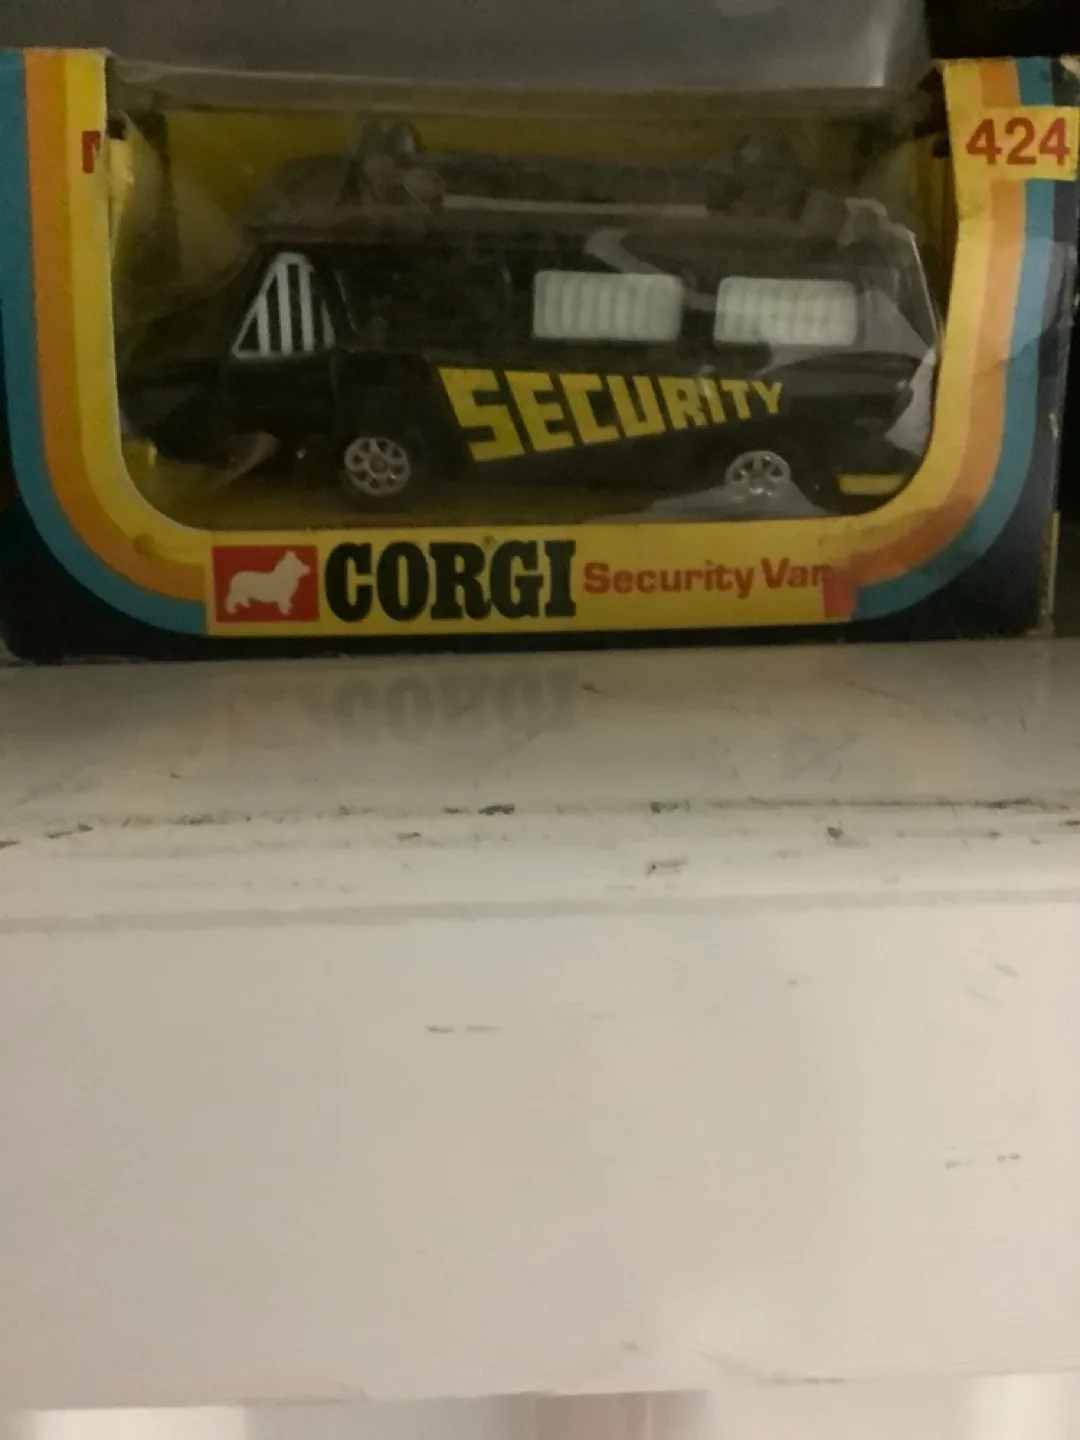 424
SECURITY
CORGI Security Van